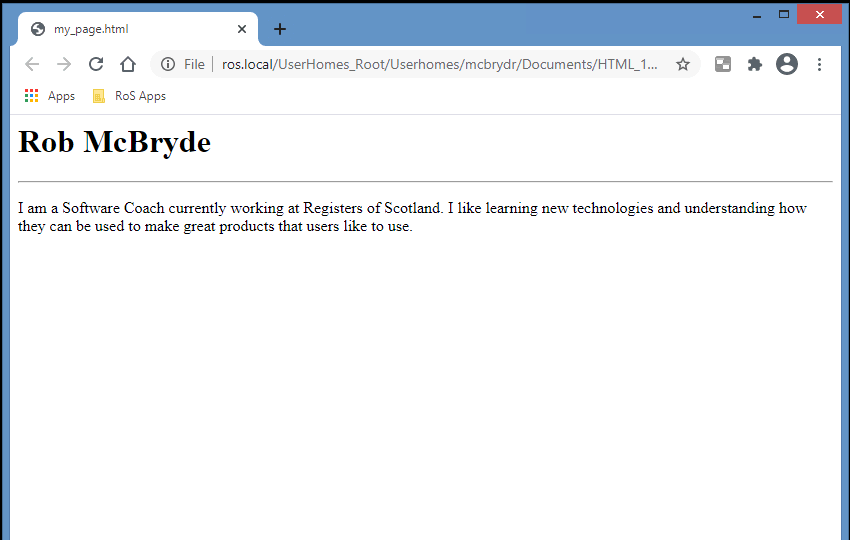 my_page.html
File | ros.local/UserHomes_Root/Userhomes/mcbrydr/Documents/HTML_1...
Apps RoS Apps
Rob McBryde
I am a Software Coach currently working at Registers of Scotland. I like learning new technologies and understanding how
they can be used to make great products that users like to use.